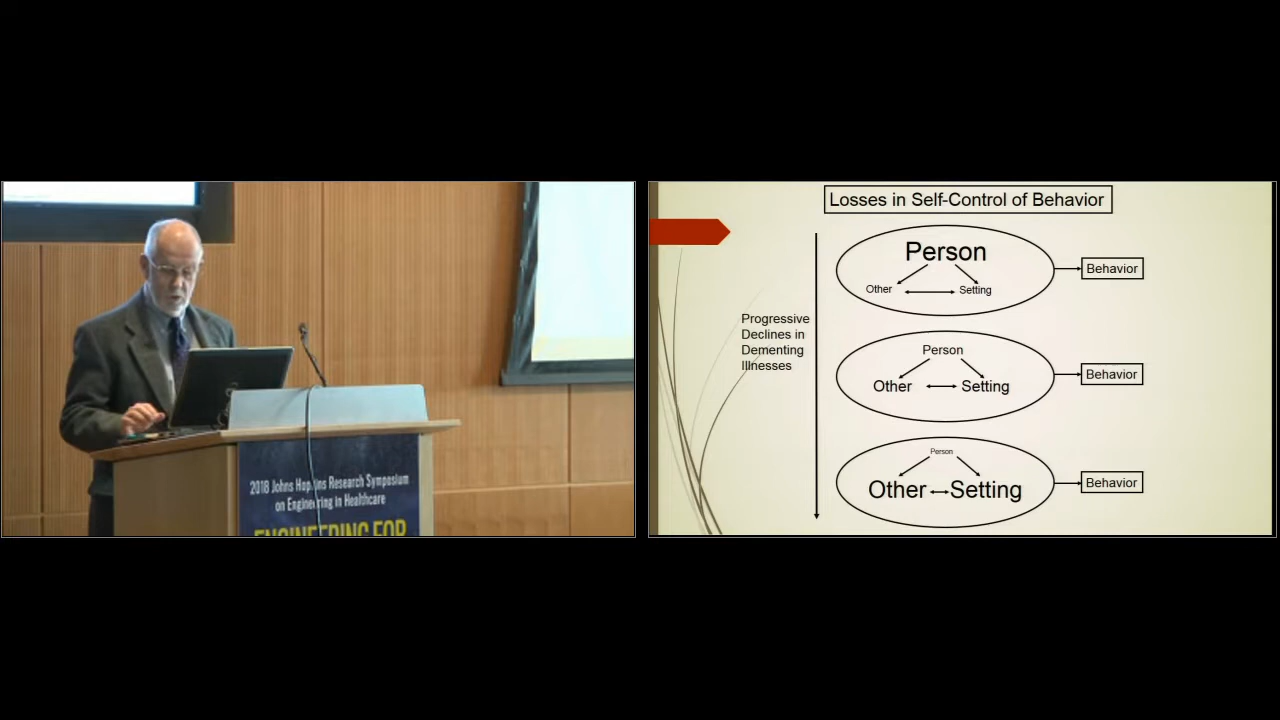 2018 Johns Hopkins Research Symposium
on Engineering in Healthcare
ENGINEERING FOR
Losses in Self-Control of Behavior
Person
Other
Setting
Behavior
Progressive
Declines in
Dementing
Illnesses
Person
Other
Setting
Behavior
Person
Other
Setting
Behavior